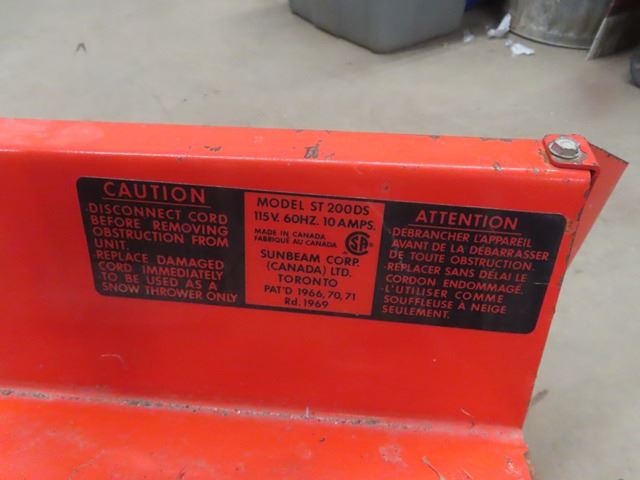 CAUTION
·DISCONNECT CORD
BEFORE REMOVING
OBSTRUCTION FROM
UNIT.
·REPLACE DAMAGED
CORD IMMEDIATELY
TO BE USED AS A
SNOW THROWER ONLY
MODEL ST 200DS
115 V. 60HZ. 10 AMPS.
MADE IN CANADA
FABRIQUÉ AU CANADA
SUNBEAM CORP.
(CANADA) LTD.
TORONTO
PAT'D 1966, 70, 71
Rd. 1969
ATTENTION
·DEBRANCHER L'APPAREIL
AVANT DE LA DÉBARRASSER
DE TOUTE OBSTRUCTION.
·REPLACER SANS DÉLAI LE
CORDON ENDOMMAGÉ.
·L'UTILISER COMME
SOUFFLEUSE À NEIGE
SEULEMENT.